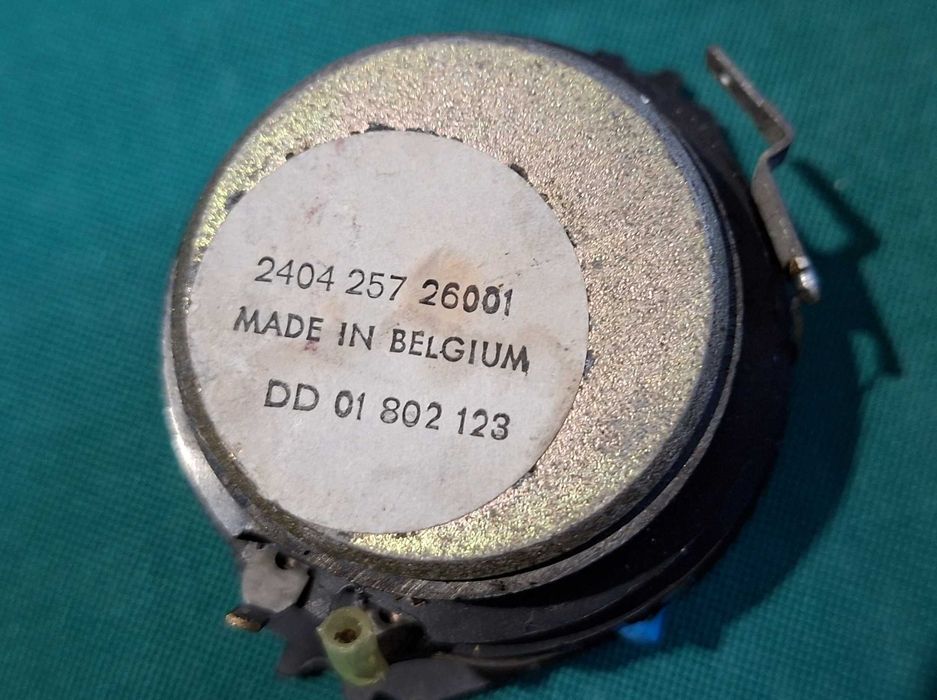 2404 257 26001
MADE IN BELGIUM
DD 01 802 123